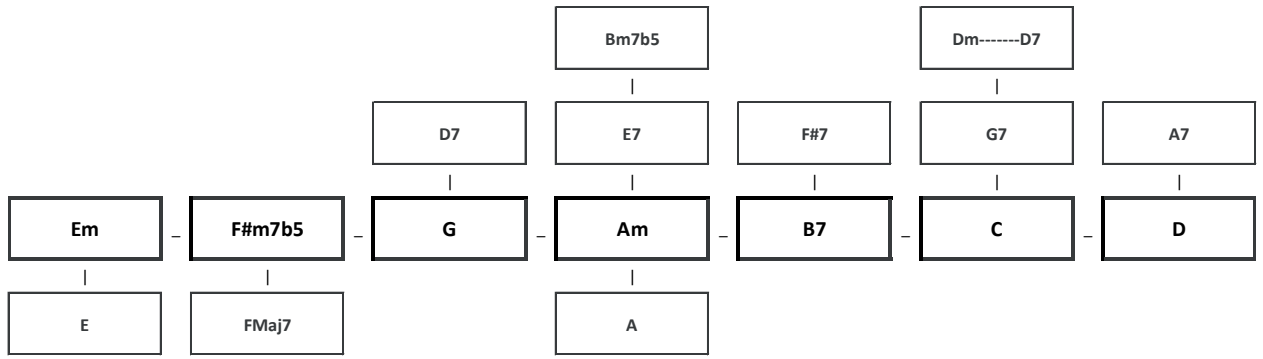 Bm7b5 Dm-------D7
| |
D7 E7 F#7 G7 A7
| | | | |
Em – F#m7b5 – G – Am – B7 – C – D
| | |
E FMaj7 A